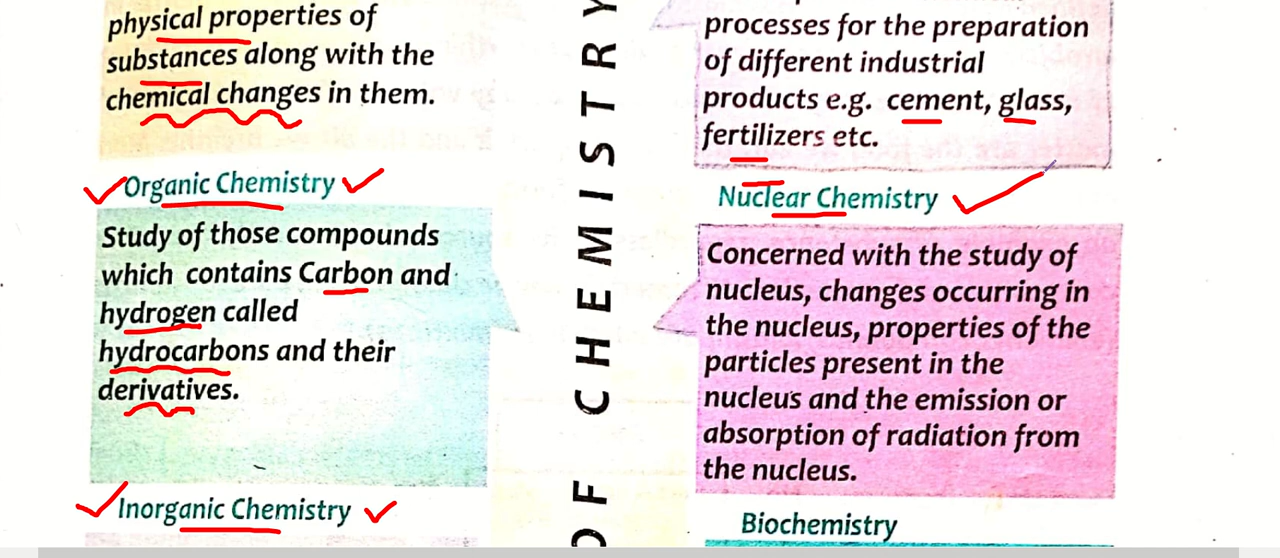 physical properties of
substances along with the
chemical changes in them.
Organic Chemistry
Study of those compounds
which contains Carbon and
hydrogen called
hydrocarbons and their
derivatives.
Inorganic Chemistry
OF CHEMISTRY
processes for the preparation
of different industrial
products e.g. cement, glass,
fertilizers etc.
Nuclear Chemistry
Concerned with the study of
nucleus, changes occurring in
the nucleus, properties of the
particles present in the
nucleus and the emission or
absorption of radiation from
the nucleus.
Biochemistry